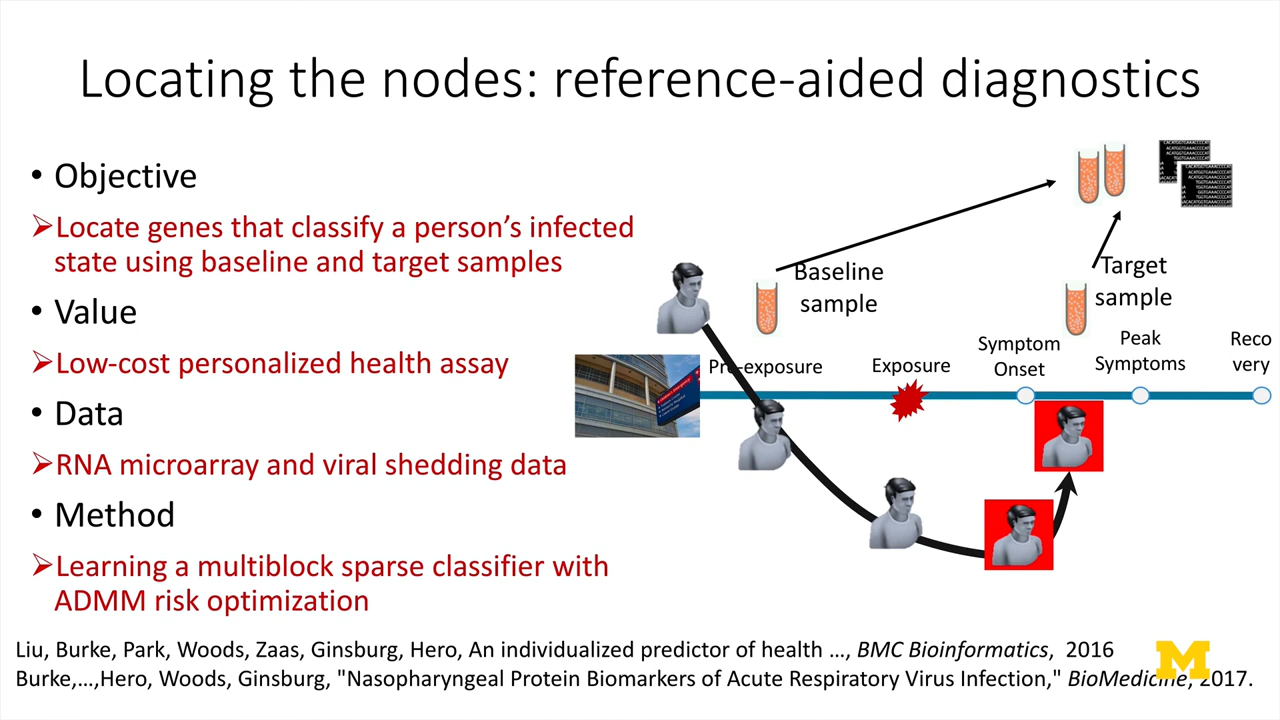 Locating the nodes: reference-aided diagnostics
• Objective
➢Locate genes that classify a person's infected
state using baseline and target samples
• Value
➢Low-cost personalized health assay
• Data
➢RNA microarray and viral shedding data
• Method
➢Learning a multiblock sparse classifier with
ADMM risk optimization
Baseline
sample
Target
sample
Pre-exposure
Exposure
Symptom
Onset
Peak
Symptoms
Reco
very
Liu, Burke, Park, Woods, Zaas, Ginsburg, Hero, An individualized predictor of health …, BMC Bioinformatics, 2016
Burke,…,Hero, Woods, Ginsburg, "Nasopharyngeal Protein Biomarkers of Acute Respiratory Virus Infection," BioMedicine, 2017.
M